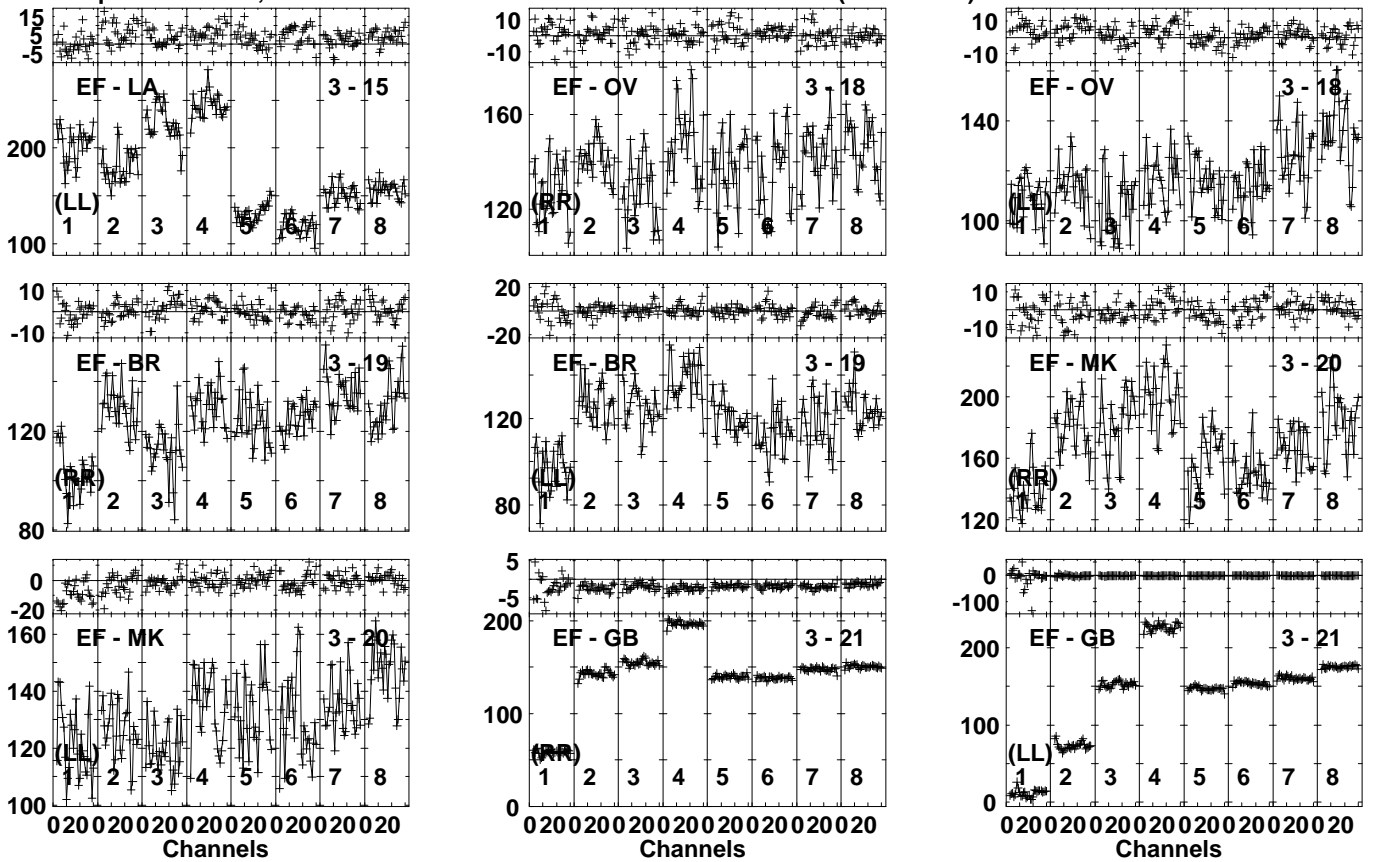 15 5 -5 10 0 -10 10 0 -10
EF - LA 3 - 15 EF - OV 3 - 18 EF - OV 3 - 18
200 160 140
(LL) (RR) (LL)
120 100
1 2 3 4 5 6 7 8 1 2 3 4 5 6 7 8 1 2 3 4 5 6 7 8
100
10 0 -10 20 0 -20 10 0 -10
EF - BR 3 - 19 EF - BR 3 - 19 EF - MK 3 - 20
120 120 200 160
(RR) (LL) (RR)
1 2 3 4 5 6 7 8 1 2 3 4 5 6 7 8 1 2 3 4 5 6 7 8
80 80 120
0 -20 5 -5 0 -100
160 200
EF - MK 3 - 20 EF - GB 3 - 21 EF - GB 3 - 21
140 120 100 200 100
(LL) (RR) (LL)
1 2 3 4 5 6 7 8 1 2 3 4 5 6 7 8 1 2 3 4 5 6 7 8
100 0 0
0 20 0 20 0 20 0 20 0 20 0 20 0 20 0 20 0 20 0 20 0 20 0 20 0 20 0 20 0 20 0 20 0 20 0 20 0 20 0 20 0 20 0 20 0 20 0 20
Channels Channels Channels